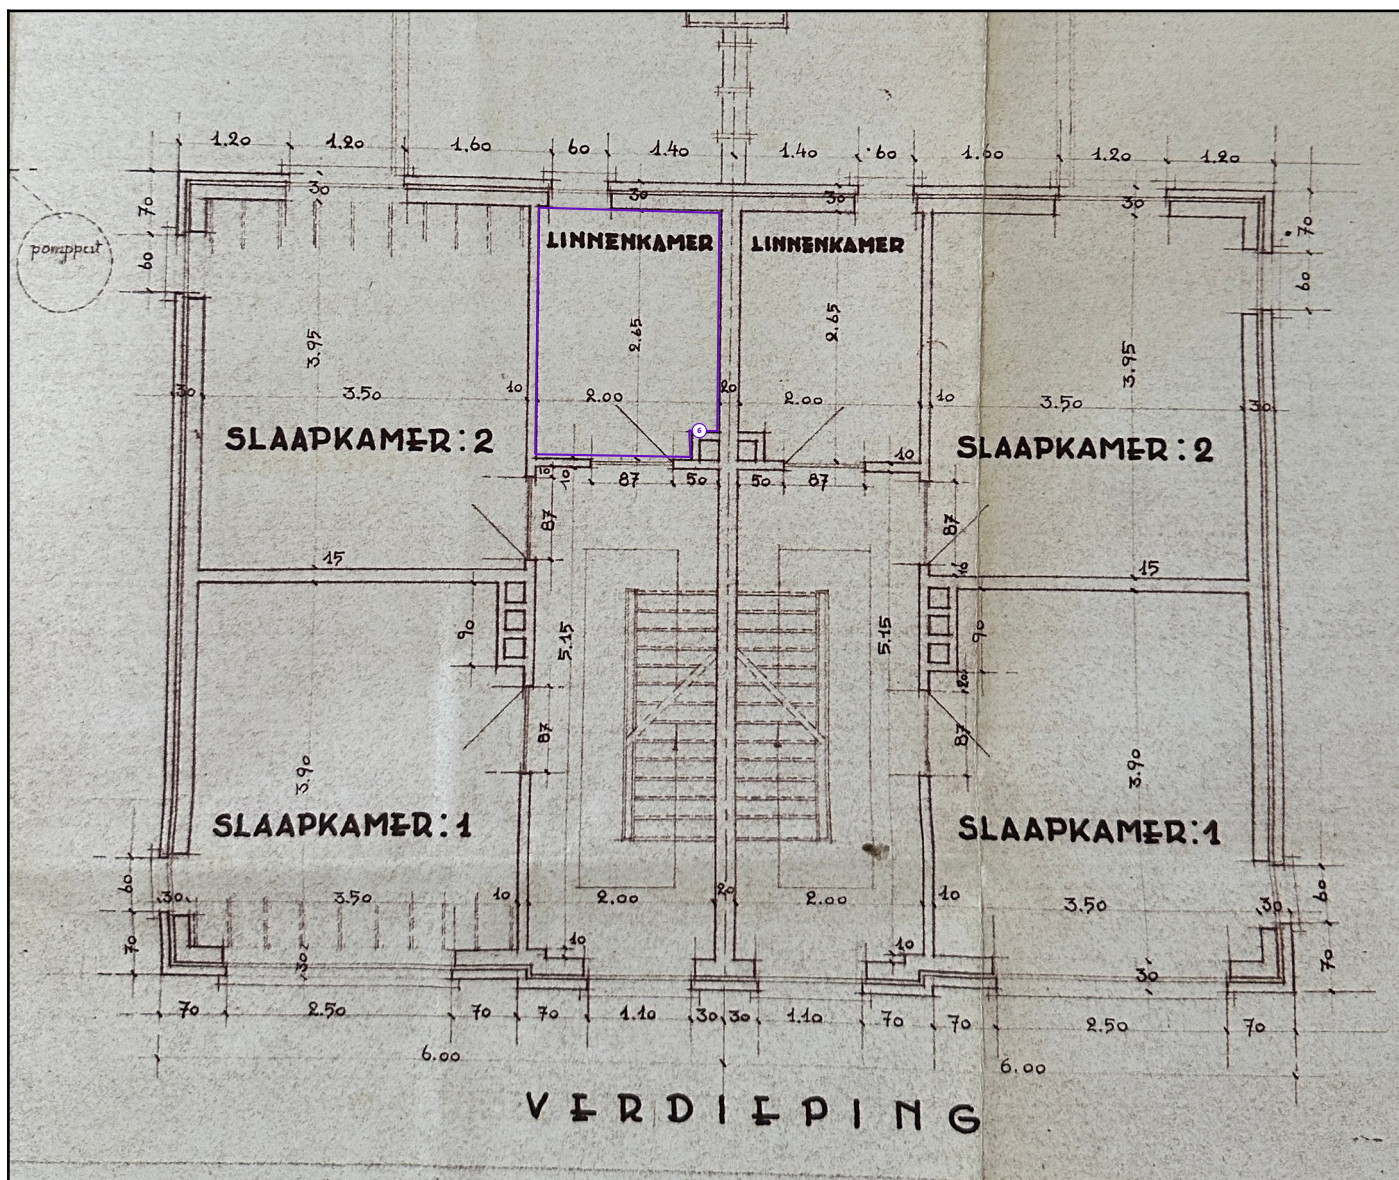 1.20 1.20 1.60 60 1.40 1.40 60 1.60 1.20 1.20
30 30 30 30
70 70
LINNENKAMER LINNENKAMER
pompput
60 60
3.95 2.65 2.65 3.95
30 3.50 10 2.00 20 2.00 10 3.50 30
6
SLAAPKAMER:2 SLAAPKAMER:2
10
10 10 87 50 50 87
87 87
15 10 15
90 5.15 5.15 90
20
87 87
3.90 3.90
SLAAPKAMER:1 SLAAPKAMER:1
60 60
30 3.50 10 2.00 20 2.00 10 3.50 30
70 30 10 10 30 70
70 2.50 70 70 1.10 30 30 1.10 70 70 2.50 70
6.00 6.00
VERDIEPING